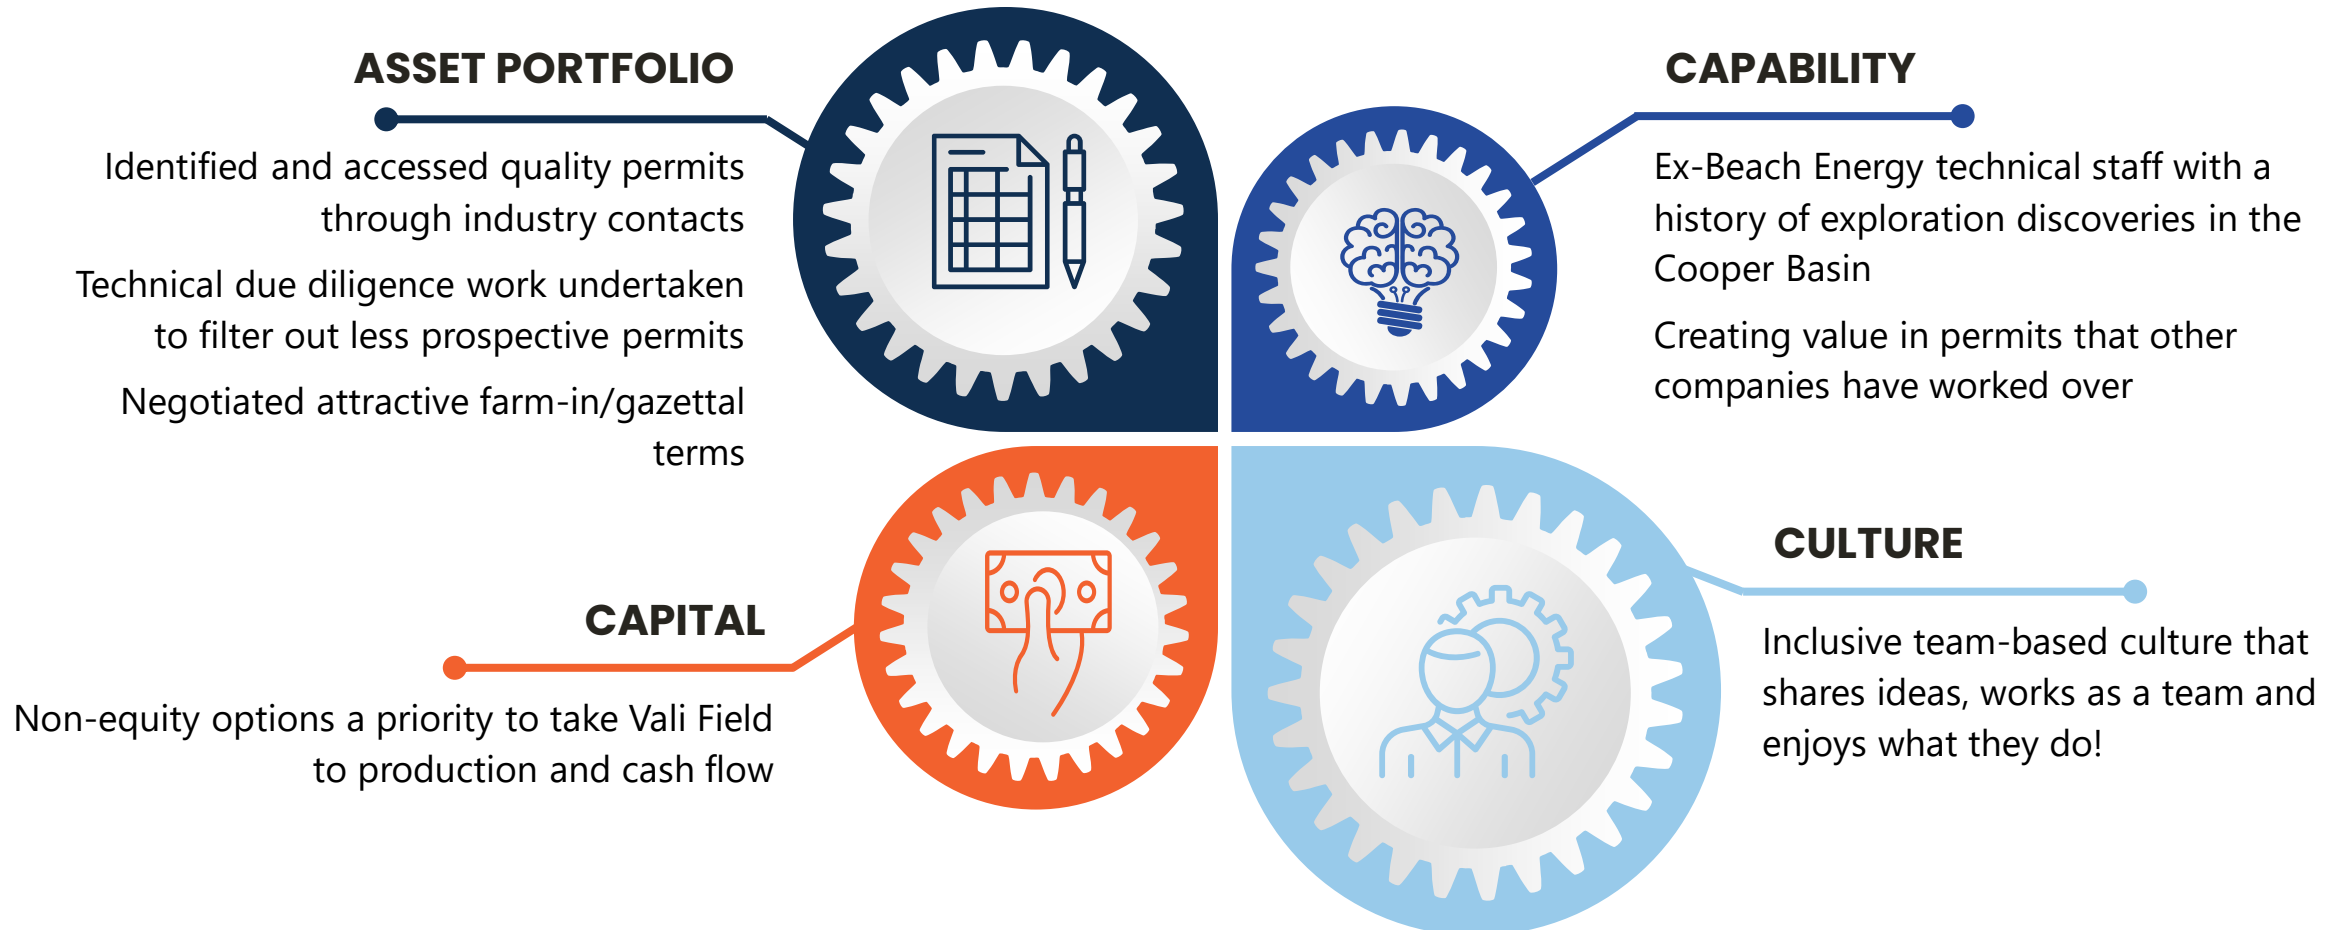 ASSET PORTFOLIO
Identified and accessed quality permits
through industry contacts
Technical due diligence work undertaken
to filter out less prospective permits
Negotiated attractive farm-in/gazettal
terms
CAPABILITY
Ex-Beach Energy technical staff with a
history of exploration discoveries in the
Cooper Basin
Creating value in permits that other
companies have worked over
CAPITAL
Non-equity options a priority to take Vali Field
to production and cash flow
CULTURE
Inclusive team-based culture that
shares ideas, works as a team and
enjoys what they do!